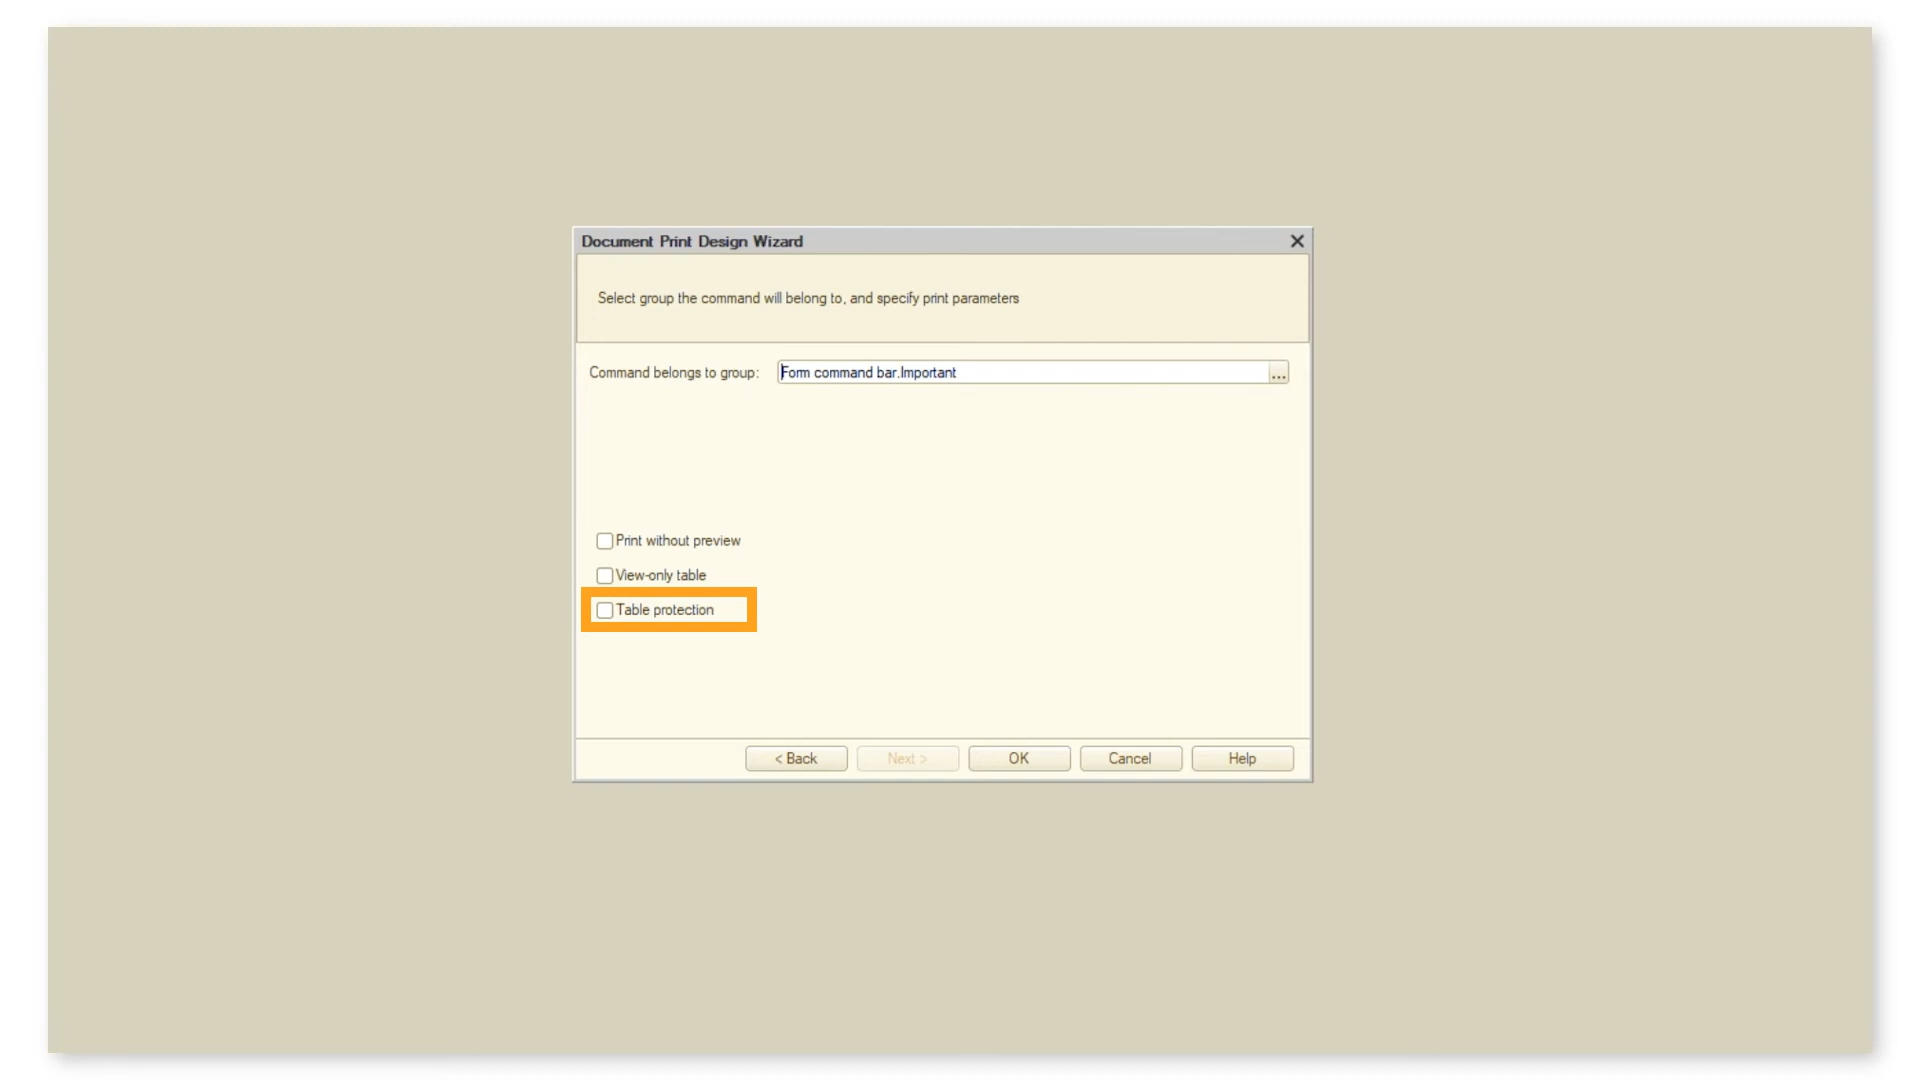 Document Print Design Wizard
Select group the command will belong to, and specify print parameters
Command belongs to group: Form command bar.Important ...
Print without preview
View-only table
Table protection
< Back Next > OK Cancel Help